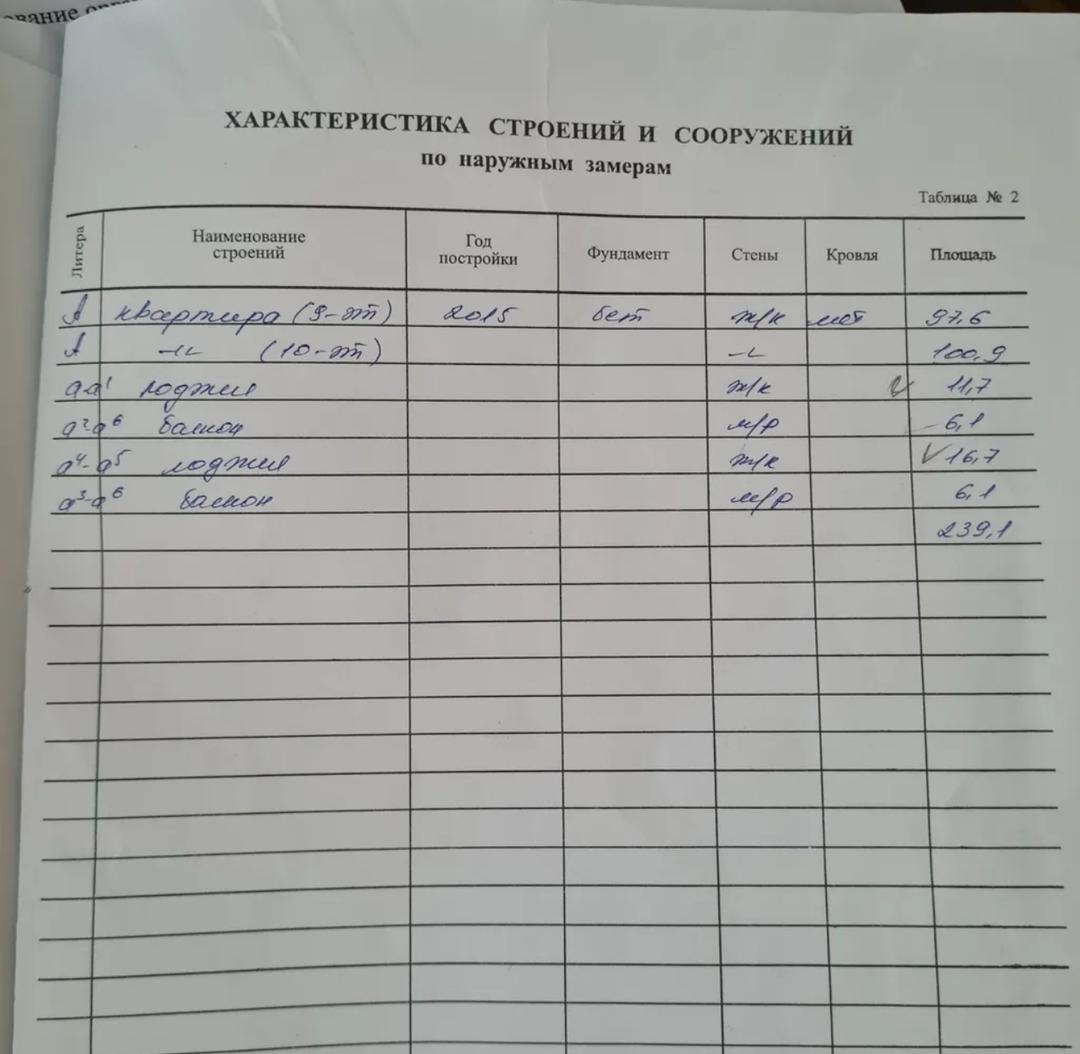 ование
ХАРАКТЕРИСТИКА СТРОЕНИЙ И СООРУЖЕНИЙ
по наружным замерам
Таблица № 2
Литера Наименование строений Год постройки Фундамент Стены Кровля Площадь
А квартира (9-эт) 2015 бет ж/к мет 97,6
А -"- (10-эт) -"- 100,9
аа¹ лоджия ж/к 11,7
а²-а⁶ балкон м/р 6,1
а⁴-а⁵ лоджия ж/к 16,7
а³-а⁶ балкон м/р 6,1
239,1